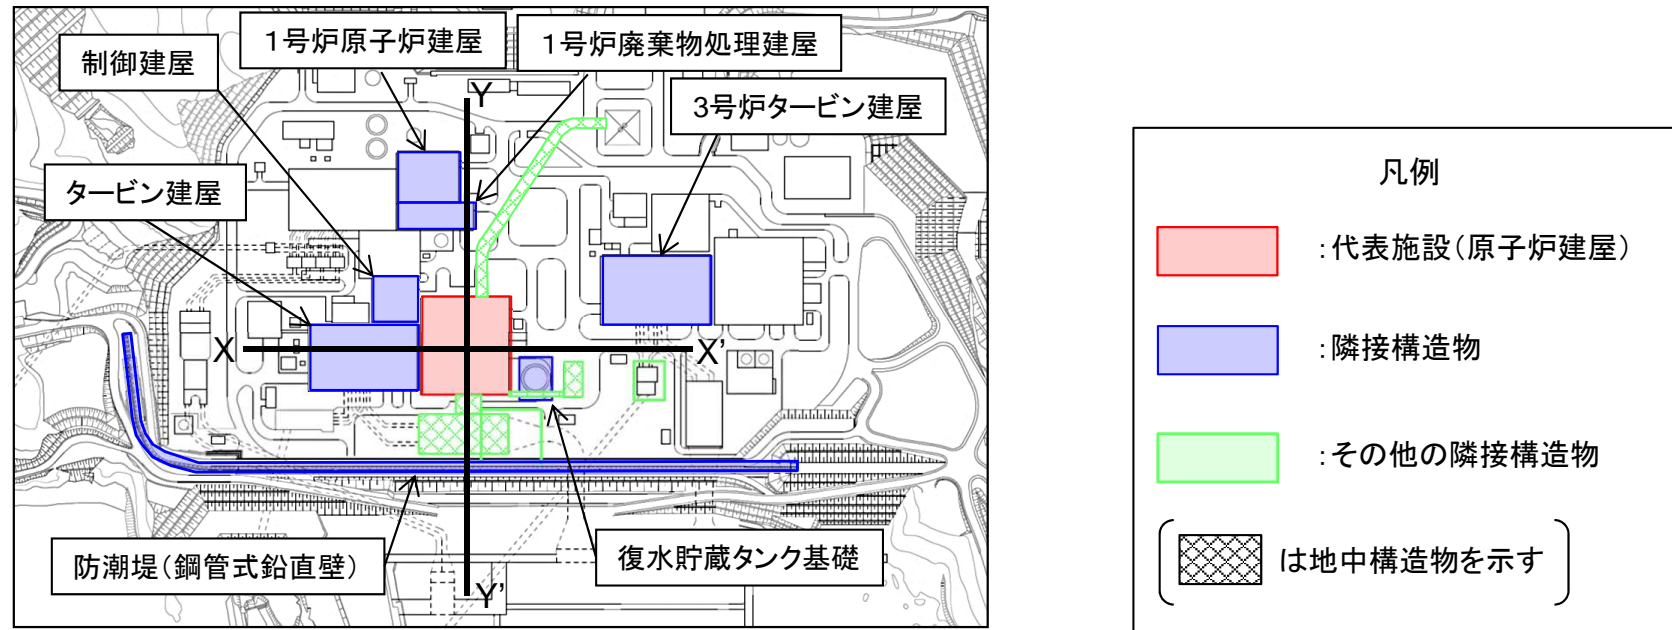 1号炉原子炉建屋
1号炉廃棄物処理建屋
制御建屋
Y
3号炉タービン建屋
タービン建屋
X
X'
防潮堤(鋼管式鉛直壁)
復水貯蔵タンク基礎
Y'
凡例
:代表施設(原子炉建屋)
:隣接構造物
:その他の隣接構造物
は地中構造物を示す